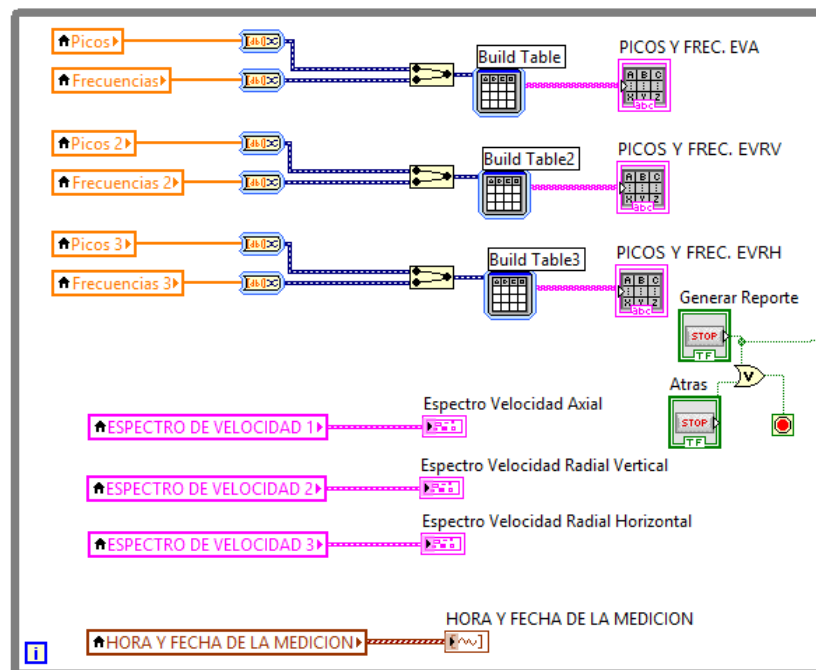 Picos
Frecuencias
Build Table
PICOS Y FREC. EVA
Picos 2
Frecuencias 2
Build Table2
PICOS Y FREC. EVRV
Picos 3
Frecuencias 3
Build Table3
PICOS Y FREC. EVRH
Generar Reporte
STOP
TF
Atras
STOP
TF
ESPECTRO DE VELOCIDAD 1
Espectro Velocidad Axial
ESPECTRO DE VELOCIDAD 2
Espectro Velocidad Radial Vertical
ESPECTRO DE VELOCIDAD 3
Espectro Velocidad Radial Horizontal
HORA Y FECHA DE LA MEDICION
HORA Y FECHA DE LA MEDICION
i